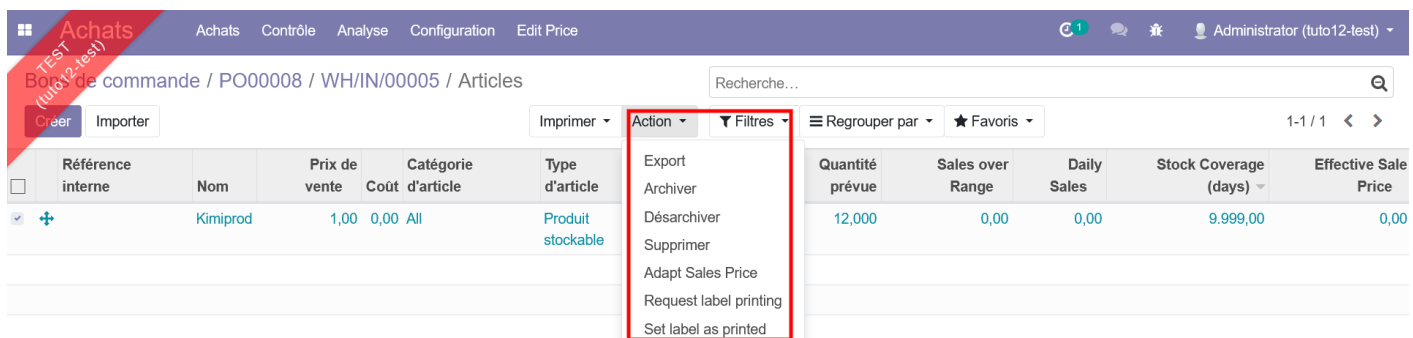 Achats Achats Contrôle Analyse Configuration Edit Price 1 Administrator (tuto12-test)
TEST
(tuto12-test)
Bons de commande / PO00008 / WH/IN/00005 / Articles Recherche...
Créer Importer Imprimer Action Filtres Regrouper par Favoris 1-1 / 1
Référence interne Nom Prix de vente Coût Catégorie d'article Type d'article Quantité prévue Sales over Range Daily Sales Stock Coverage (days) Effective Sale Price
Kimiprod 1,00 0,00 All Produit stockable 12,000 0,00 0,00 9.999,00 0,00
Export
Archiver
Désarchiver
Supprimer
Adapt Sales Price
Request label printing
Set label as printed